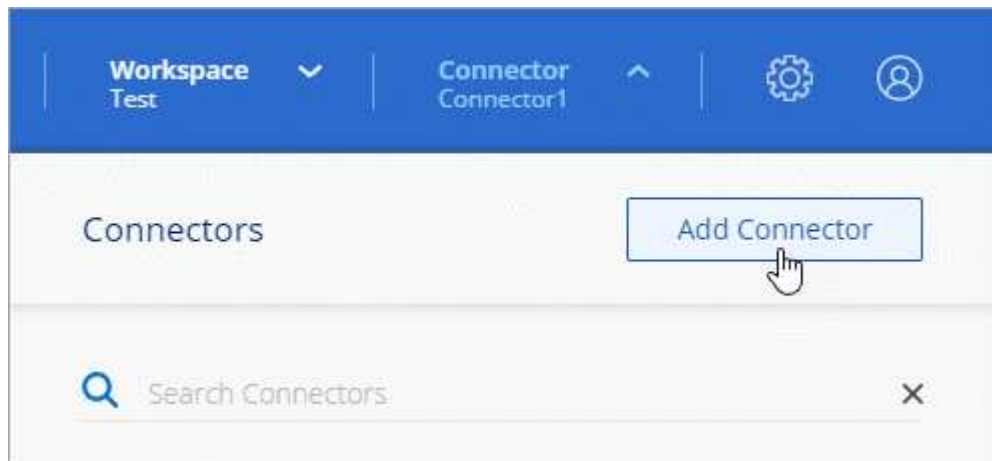 Workspace
Test
Connector
Connector1
Connectors
Add Connector
Search Connectors